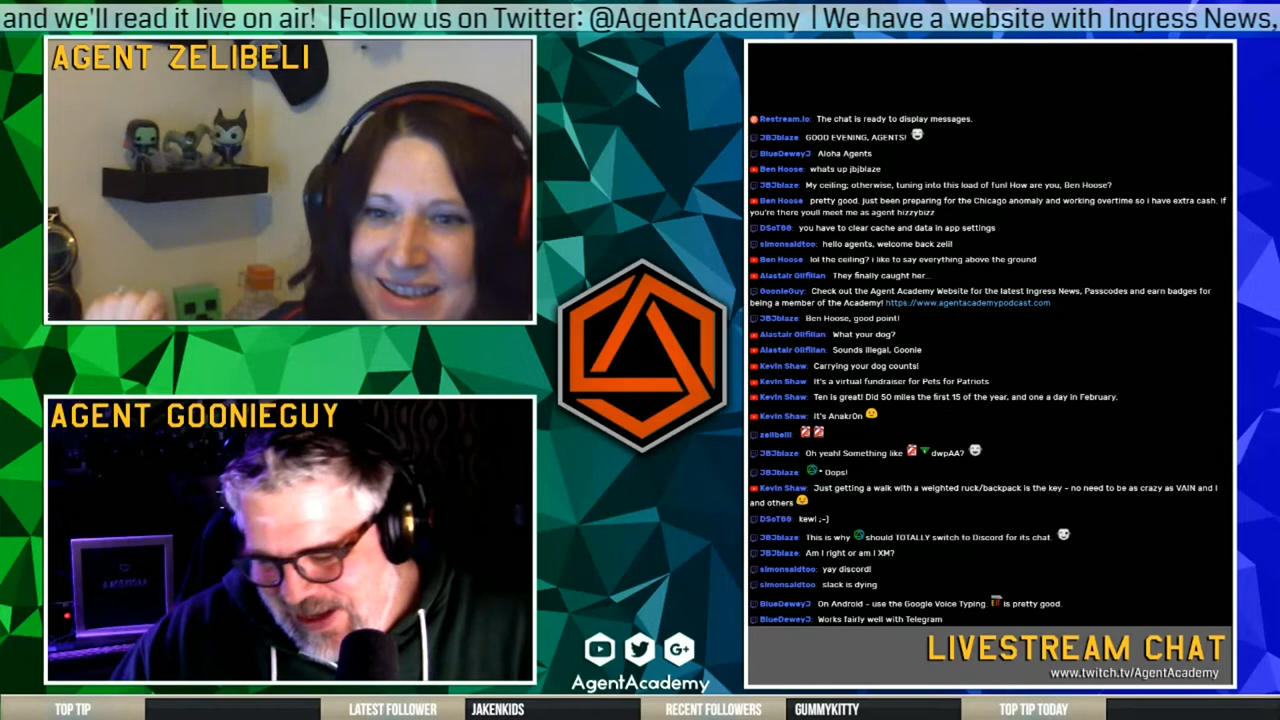 and we'll read it live on air! | Follow us on Twitter: @AgentAcademy | We have a website with Ingress News,
AGENT ZELIBELI
AGENT GOONIEGUY
Restream.io: The chat is ready to display messages.
JBJblaze: GOOD EVENING, AGENTS!
BlueDeweyJ: Aloha Agents
Ben Hoose: whats up jbjblaze
JBJblaze: My ceiling; otherwise, tuning into this load of fun! How are you, Ben Hoose?
Ben Hoose: pretty good. just been preparing for the Chicago anomaly and working overtime so i have extra cash. if
you're there youll meet me as agent hizzybizz
DSoT00: you have to clear cache and data in app settings
simonsaidtoo: hello agents, welcome back zeli!
Ben Hoose: lol the ceiling? i like to say everything above the ground
Alastair Gilfillan: They finally caught her...
GoonieGuy: Check out the Agent Academy Website for the latest Ingress News, Passcodes and earn badges for
being a member of the Academy! https://www.agentacademypodcast.com
JBJblaze: Ben Hoose, good point!
Alastair Gilfillan: What your dog?
Alastair Gilfillan: Sounds illegal, Goonie
Kevin Shaw: Carrying your dog counts!
Kevin Shaw: It's a virtual fundraiser for Pets for Patriots
Kevin Shaw: Ten is great! Did 50 miles the first 15 of the year, and one a day in February.
Kevin Shaw: It's Anakr0n
zelibeli:
JBJblaze: Oh yeah! Something like dwpAA?
JBJblaze: * Oops!
Kevin Shaw: Just getting a walk with a weighted ruck/backpack is the key - no need to be as crazy as VAIN and I
and others
DSoT00: kewl ;-)
JBJblaze: This is why should TOTALLY switch to Discord for its chat.
JBJblaze: Am I right or am I XM?
simonsaidtoo: yay discord!
simonsaidtoo: slack is dying
BlueDeweyJ: On Android - use the Google Voice Typing. is pretty good.
BlueDeweyJ: Works fairly well with Telegram
LIVESTREAM CHAT
www.twitch.tv/AgentAcademy
G+
AgentAcademy
TOP TIP LATEST FOLLOWER JAKENKIDS RECENT FOLLOWERS GUMMYKITTY TOP TIP TODAY